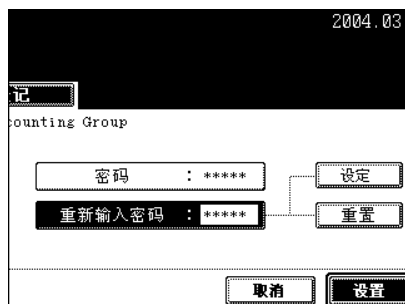 2004.03
记
counting Group
密码 : *****
设定
重新输入密码 : *****
重置
取消
设置